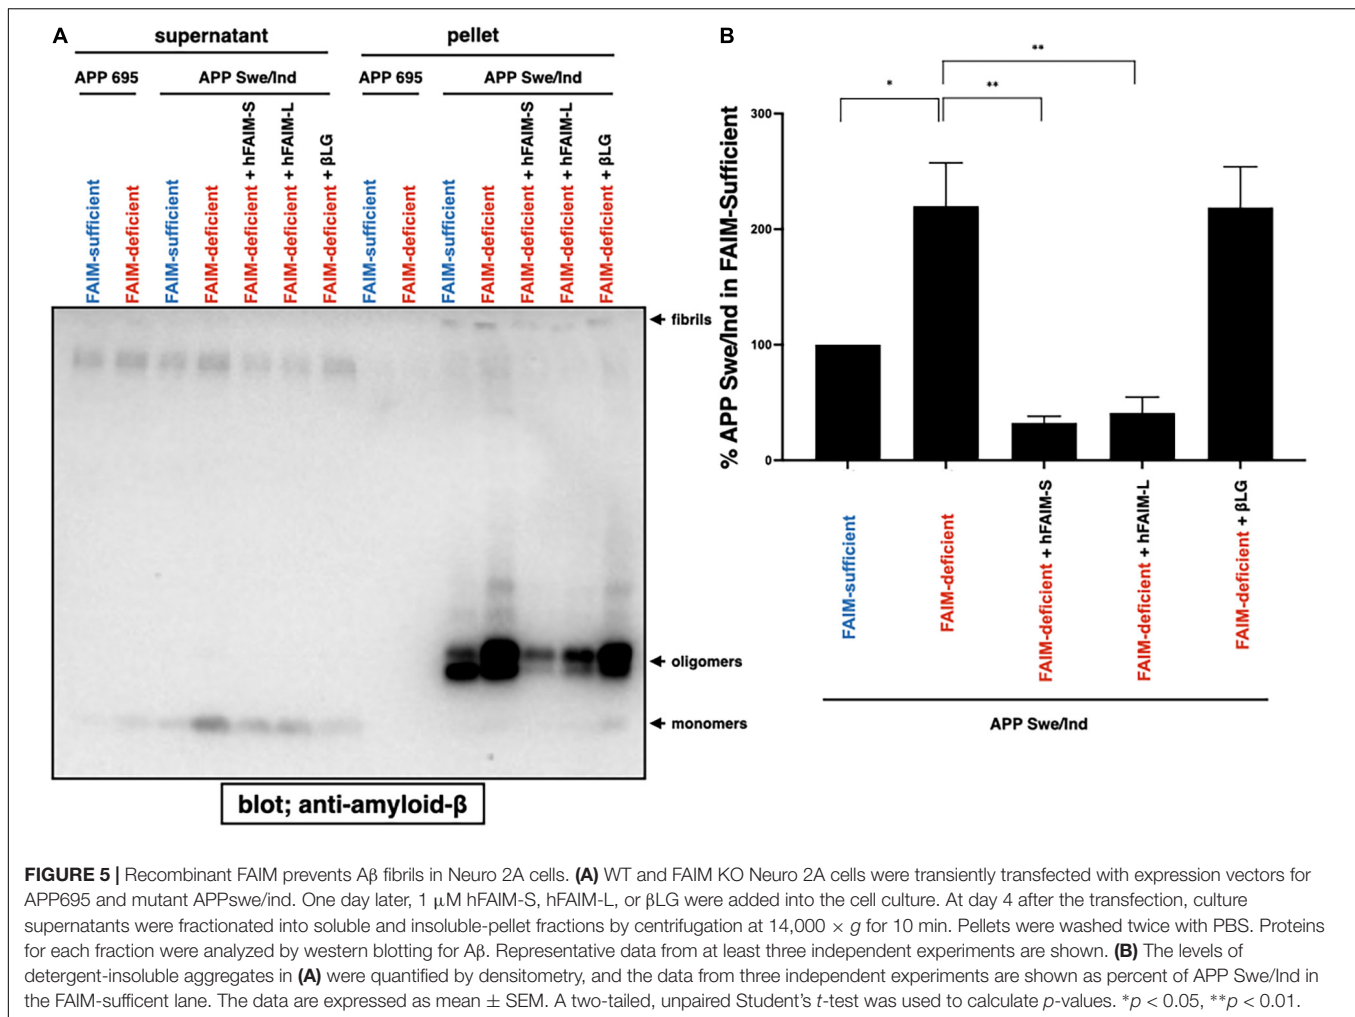 A
supernatant
pellet
APP 695
APP Swe/Ind
APP 695
APP Swe/Ind
FAIM-sufficient
FAIM-deficient
FAIM-sufficient
FAIM-deficient
FAIM-deficient + hFAIM-S
FAIM-deficient + hFAIM-L
FAIM-deficient + βLG
FAIM-sufficient
FAIM-deficient
FAIM-sufficient
FAIM-deficient
FAIM-deficient + hFAIM-S
FAIM-deficient + hFAIM-L
FAIM-deficient + βLG
fibrils
oligomers
monomers
blot; anti-amyloid-β
B
**
*
**
% APP Swe/Ind in FAIM-Sufficient
300
200
100
0
FAIM-sufficient
FAIM-deficient
FAIM-deficient + hFAIM-S
FAIM-deficient + hFAIM-L
FAIM-deficient + βLG
APP Swe/Ind
FIGURE 5 | Recombinant FAIM prevents Aβ fibrils in Neuro 2A cells. (A) WT and FAIM KO Neuro 2A cells were transiently transfected with expression vectors for
APP695 and mutant APPswe/ind. One day later, 1 μM hFAIM-S, hFAIM-L, or βLG were added into the cell culture. At day 4 after the transfection, culture
supernatants were fractionated into soluble and insoluble-pellet fractions by centrifugation at 14,000 × g for 10 min. Pellets were washed twice with PBS. Proteins
for each fraction were analyzed by western blotting for Aβ. Representative data from at least three independent experiments are shown. (B) The levels of
detergent-insoluble aggregates in (A) were quantified by densitometry, and the data from three independent experiments are shown as percent of APP Swe/Ind in
the FAIM-sufficent lane. The data are expressed as mean ± SEM. A two-tailed, unpaired Student's t-test was used to calculate p-values. *p < 0.05, **p < 0.01.